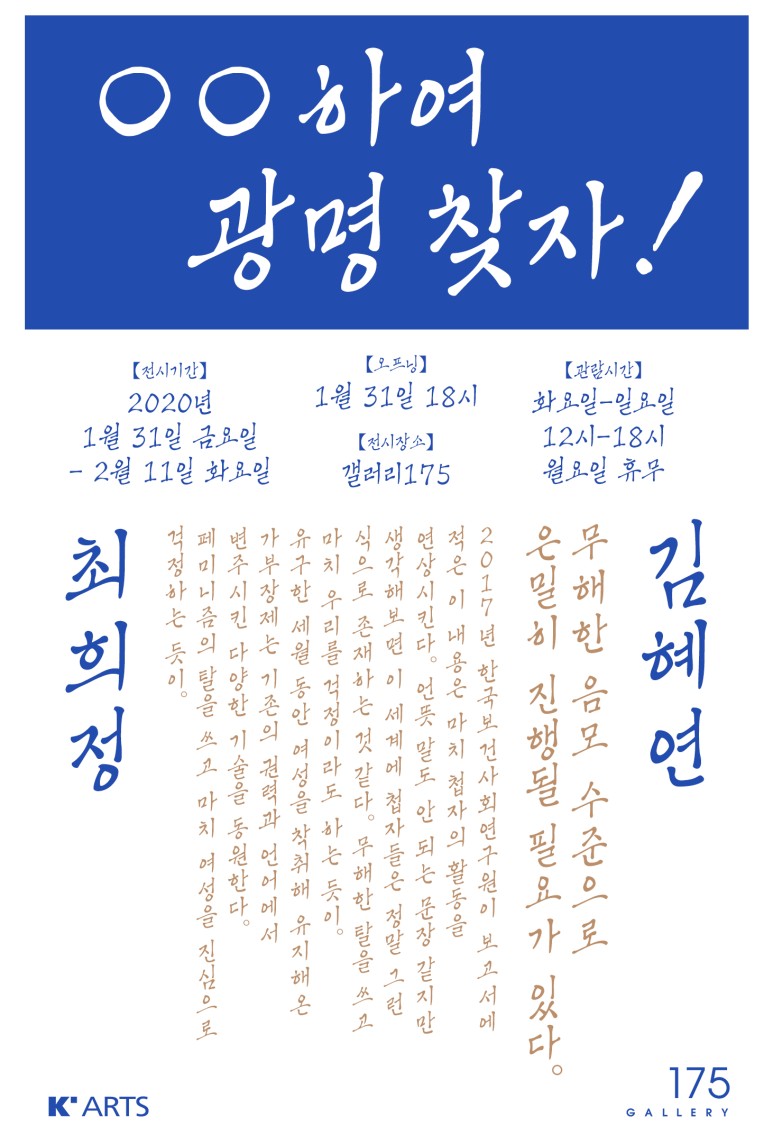 ○○하여
광명 찾자!
【전시기간】
2020년
1월 31일 금요일
- 2월 11일 화요일
【오프닝】
1월 31일 18시
【전시장소】
갤러리175
【관람시간】
화요일-일요일
12시-18시
월요일 휴무
김혜연
무해한 음모 수준으로
은밀히 진행될 필요가 있다。
2017년 한국보건사회연구원이 보고서에
적은 이 내용은 마치 첩자의 활동을
연상시킨다。 언뜻 말도 안 되는 문장 같지만
생각해보면 이 세계에 첩자들은 정말 그런
식으로 존재하는 것 같다。 무해한 탈을 쓰고
마치 우리를 걱정이라도 하는 듯이。
유구한 세월 동안 여성을 착취해 유지해온
가부장제는 기존의 권력과 언어에서
변주시킨 다양한 기술을 동원한다。
페미니즘의 탈을 쓰고 마치 여성을 진심으로
걱정하는 듯이。
최희정
K' ARTS
175
GALLERY